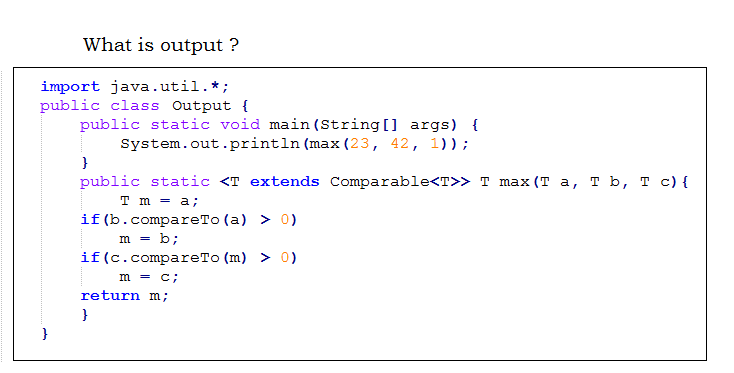 What is output ?
import java.util.*;
public class Output {
    public static void main(String[] args) {
        System.out.println(max(23, 42, 1));
    }
    public static <T extends Comparable<T>> T max(T a, T b, T c){
        T m = a;
    if(b.compareTo(a) > 0)
        m = b;
    if(c.compareTo(m) > 0)
        m = c;
    return m;
    }
}